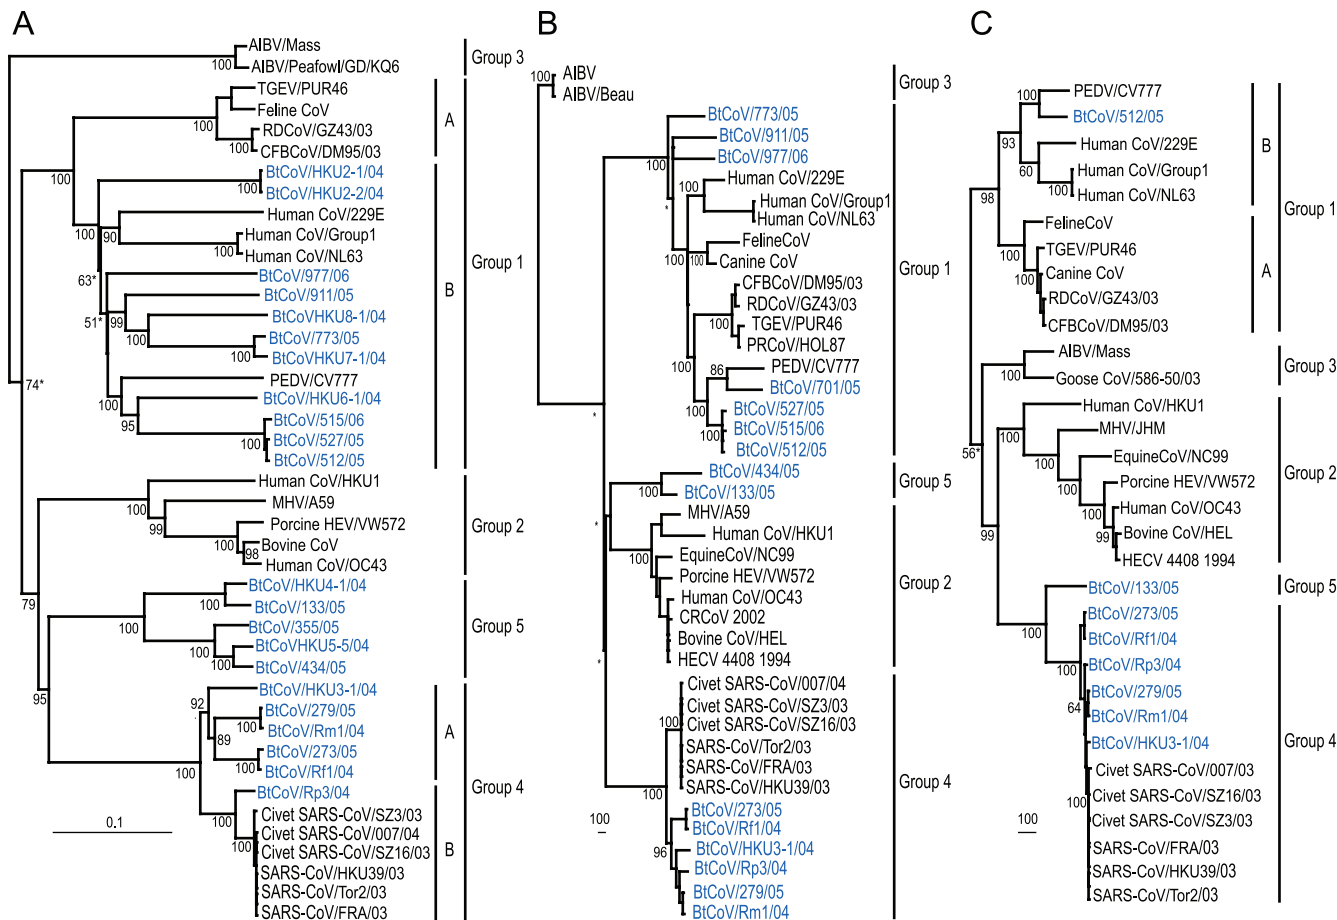 A
AIBV/Mass
100
AIBV/Peafowl/GD/KQ6
Group 3
TGEV/PUR46
Feline CoV
100
RDCoV/GZ43/03
100
CFBCoV/DM95/03
A
100
BtCoV/HKU2-1/04
100
BtCoV/HKU2-2/04
Human CoV/229E
90
Human CoV/Group1
100
Human CoV/NL63
63*
BtCoV/977/06
BtCoV/911/05
51*
99
BtCoVHKU8-1/04
BtCoV/773/05
100
100
BtCoVHKU7-1/04
B
Group 1
74*
PEDV/CV777
100
BtCoV/HKU6-1/04
95
BtCoV/515/06
BtCoV/527/05
100
BtCoV/512/05
Human CoV/HKU1
100
MHV/A59
99
Porcine HEV/VW572
Bovine CoV
100
98
Human CoV/OC43
Group 2
79
BtCoV/HKU4-1/04
100
BtCoV/133/05
100
BtCoV/355/05
BtCoVHKU5-5/04
100
BtCoV/434/05
Group 5
95
BtCoV/HKU3-1/04
92
BtCoV/279/05
100
BtCoV/Rm1/04
89
BtCoV/273/05
100
BtCoV/Rf1/04
A
100
BtCoV/Rp3/04
Civet SARS-CoV/SZ3/03
100
Civet SARS-CoV/007/04
100
Civet SARS-CoV/SZ16/03
SARS-CoV/HKU39/03
SARS-CoV/Tor2/03
SARS-CoV/FRA/03
B
Group 4
0.1
B
100
AIBV
AIBV/Beau
Group 3
BtCoV/773/05
BtCoV/911/05
100
BtCoV/977/06
*
100
Human CoV/229E
Human CoV/Group1
100
Human CoV/NL63
FelineCoV
100
100
Canine CoV
CFBCoV/DM95/03
RDCoV/GZ43/03
100
TGEV/PUR46
PRCoV/HOL87
86
PEDV/CV777
100
BtCoV/701/05
BtCoV/527/05
BtCoV/515/06
100
BtCoV/512/05
Group 1
*
BtCoV/434/05
100
BtCoV/133/05
Group 5
*
MHV/A59
Human CoV/HKU1
100
EquineCoV/NC99
Porcine HEV/VW572
Human CoV/OC43
CRCoV 2002
Bovine CoV/HEL
HECV 4408 1994
Group 2
*
Civet SARS-CoV/007/04
Civet SARS-CoV/SZ3/03
100
Civet SARS-CoV/SZ16/03
SARS-CoV/Tor2/03
SARS-CoV/FRA/03
SARS-CoV/HKU39/03
100
BtCoV/273/05
BtCoV/Rf1/04
96
BtCoV/HKU3-1/04
BtCoV/Rp3/04
BtCoV/279/05
BtCoV/Rm1/04
Group 4
100
C
PEDV/CV777
100
BtCoV/512/05
93
Human CoV/229E
60
Human CoV/Group1
Human CoV/NL63
B
98
FelineCoV
100
TGEV/PUR46
100
Canine CoV
RDCoV/GZ43/03
CFBCoV/DM95/03
A
Group 1
AIBV/Mass
100
Goose CoV/586-50/03
Group 3
56*
Human CoV/HKU1
100
MHV/JHM
100
EquineCoV/NC99
100
Porcine HEV/VW572
100
Human CoV/OC43
99
Bovine CoV/HEL
HECV 4408 1994
Group 2
99
BtCoV/133/05
Group 5
100
BtCoV/273/05
BtCoV/Rf1/04
100
BtCoV/Rp3/04
BtCoV/279/05
64
BtCoV/Rm1/04
BtCoV/HKU3-1/04
Civet SARS-CoV/007/03
100
Civet SARS-CoV/SZ16/03
Civet SARS-CoV/SZ3/03
SARS-CoV/FRA/03
SARS-CoV/HKU39/03
SARS-CoV/Tor2/03
Group 4
100